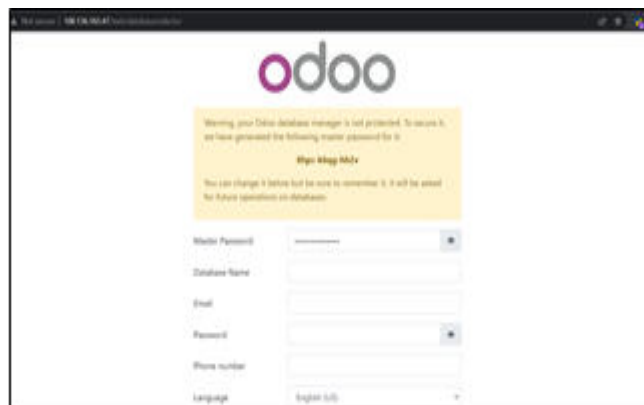 Not secure
odoo
Warning, your Odoo database manager is not protected. To secure it,
we have generated the following master password for it:
You can change it below but be sure to remember it, it will be asked
for future operations on databases.
Master Password
Database Name
Email
Password
Phone number
Language English (US)